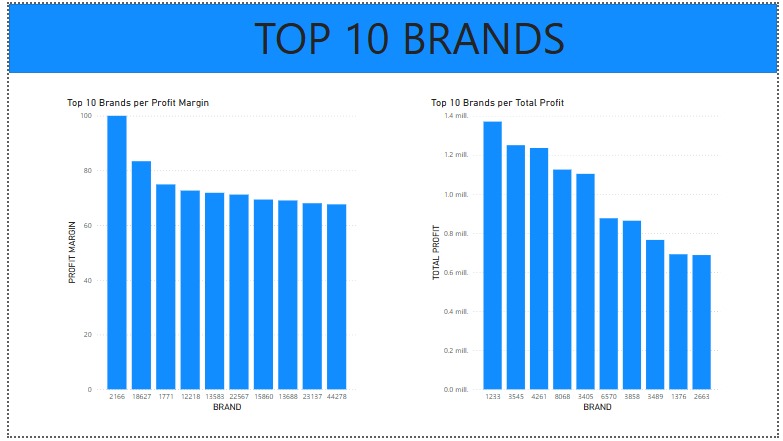 TOP 10 BRANDS
Top 10 Brands per Profit Margin
100
80
60
40
20
0
PROFIT MARGIN
2166 18627 1771 12218 13583 22567 15860 13688 23137 44278
BRAND
Top 10 Brands per Total Profit
1.4 mill.
1.2 mill.
1.0 mill.
0.8 mill.
0.6 mill.
0.4 mill.
0.2 mill.
0.0 mill.
TOTAL PROFIT
1233 3545 4261 8068 3405 6570 3858 3489 1376 2663
BRAND